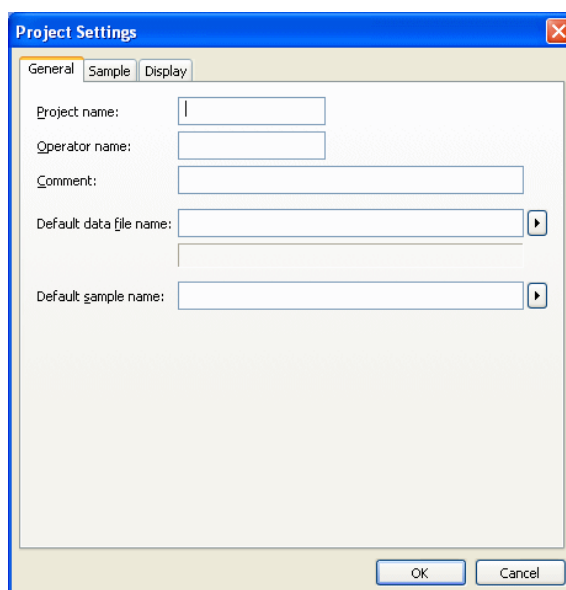 Project Settings
General Sample Display
Project name:
Operator name:
Comment:
Default data file name:
Default sample name:
OK Cancel